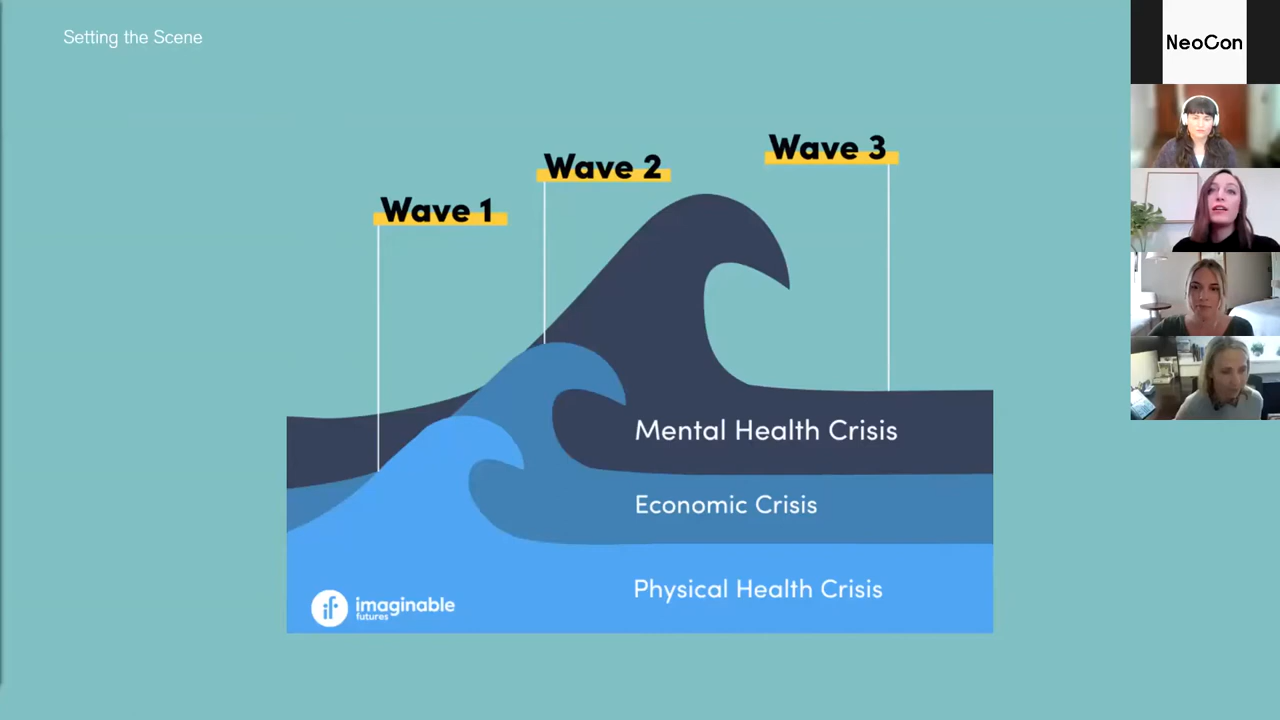 Setting the Scene
NeoCon
Wave 1
Wave 2
Wave 3
Mental Health Crisis
Economic Crisis
Physical Health Crisis
if
imaginable
futures